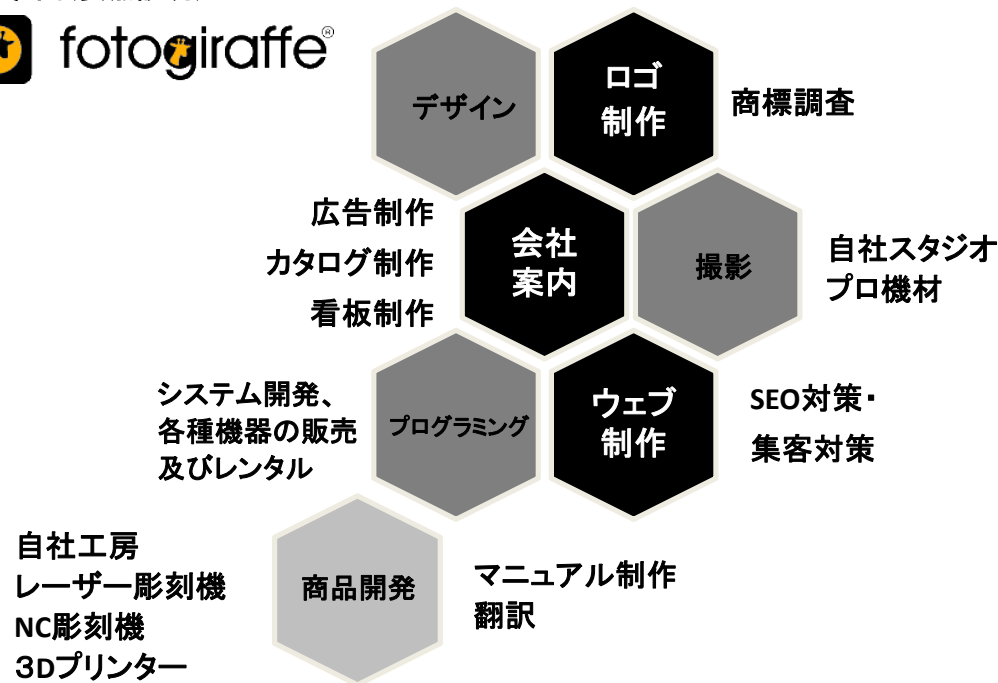 fotogiraffe®
デザイン
ロゴ
制作
商標調査
広告制作
カタログ制作
看板制作
会社
案内
撮影
自社スタジオ
プロ機材
システム開発、
各種機器の販売
及びレンタル
プログラミング
ウェブ
制作
SEO対策・
集客対策
自社工房
レーザー彫刻機
NC彫刻機
3Dプリンター
商品開発
マニュアル制作
翻訳